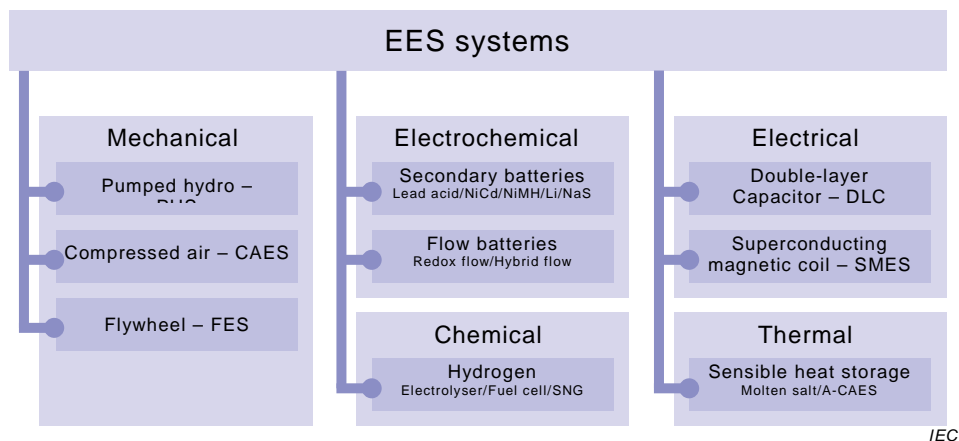 EES systems
Mechanical
Pumped hydro –
Compressed air – CAES
Flywheel – FES
Electrochemical
Secondary batteries
Lead acid/NiCd/NiMH/Li/NaS
Flow batteries
Redox flow/Hybrid flow
Chemical
Hydrogen
Electrolyser/Fuel cell/SNG
Electrical
Double-layer
Capacitor – DLC
Superconducting
magnetic coil – SMES
Thermal
Sensible heat storage
Molten salt/A-CAES
IEC